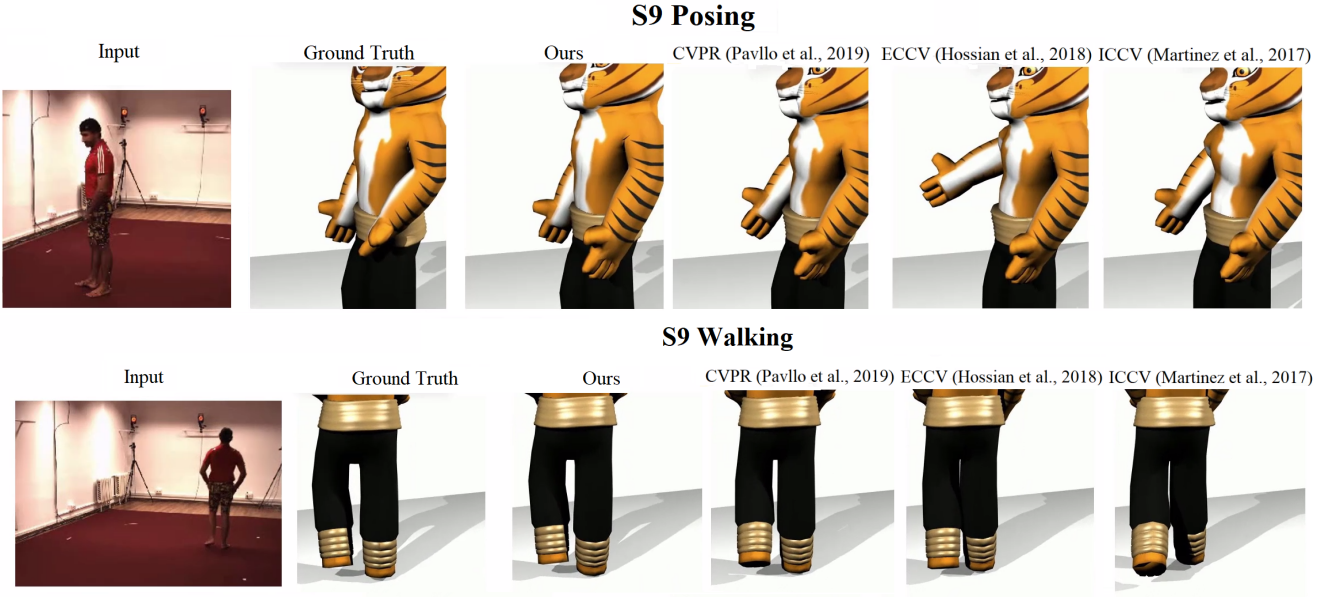 S9 Posing
Input
Ground Truth
Ours
CVPR (Pavllo et al., 2019)
ECCV (Hossian et al., 2018)
ICCV (Martinez et al., 2017)
S9 Walking
Input
Ground Truth
Ours
CVPR (Pavllo et al., 2019)
ECCV (Hossian et al., 2018)
ICCV (Martinez et al., 2017)